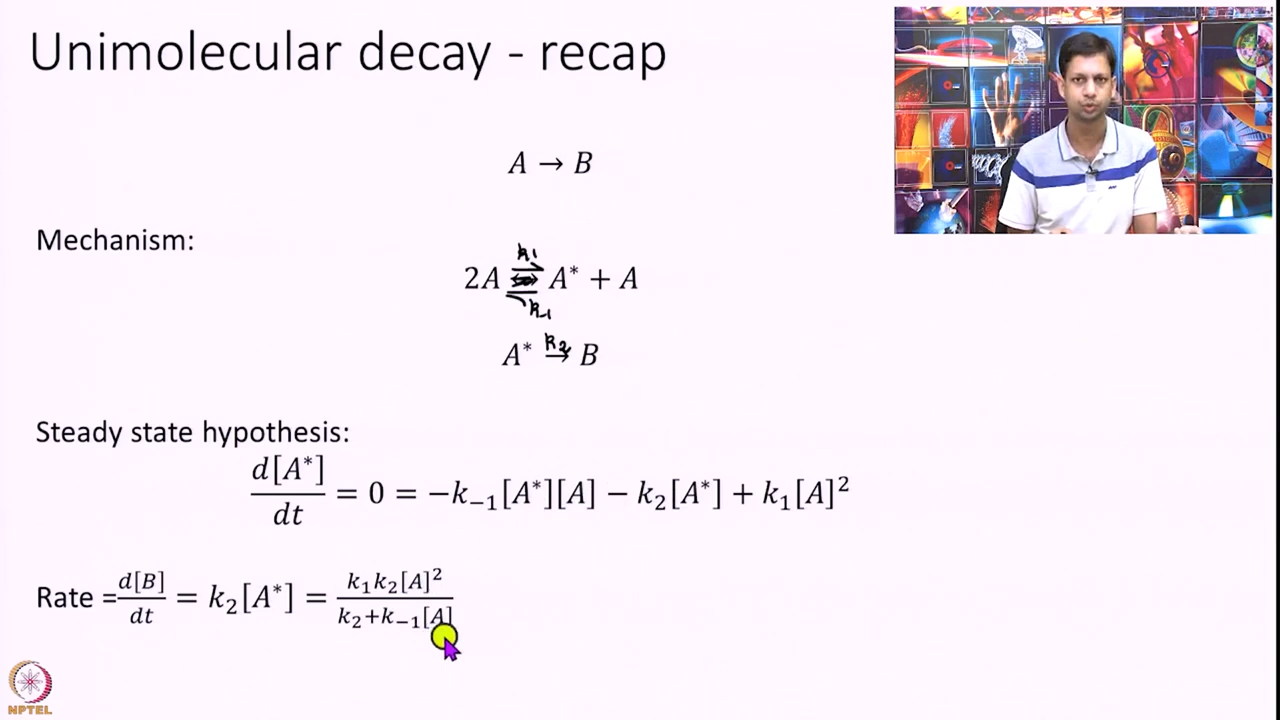 Unimolecular decay - recap
A → B
Mechanism:
k₁
2A ⇌ A* + A
k₋₁
k₂
A* → B
Steady state hypothesis:
d[A*]/dt = 0 = −k₋₁[A*][A] − k₂[A*] + k₁[A]²
Rate = d[B]/dt = k₂[A*] = k₁k₂[A]²/k₂+k₋₁[A]
NPTEL